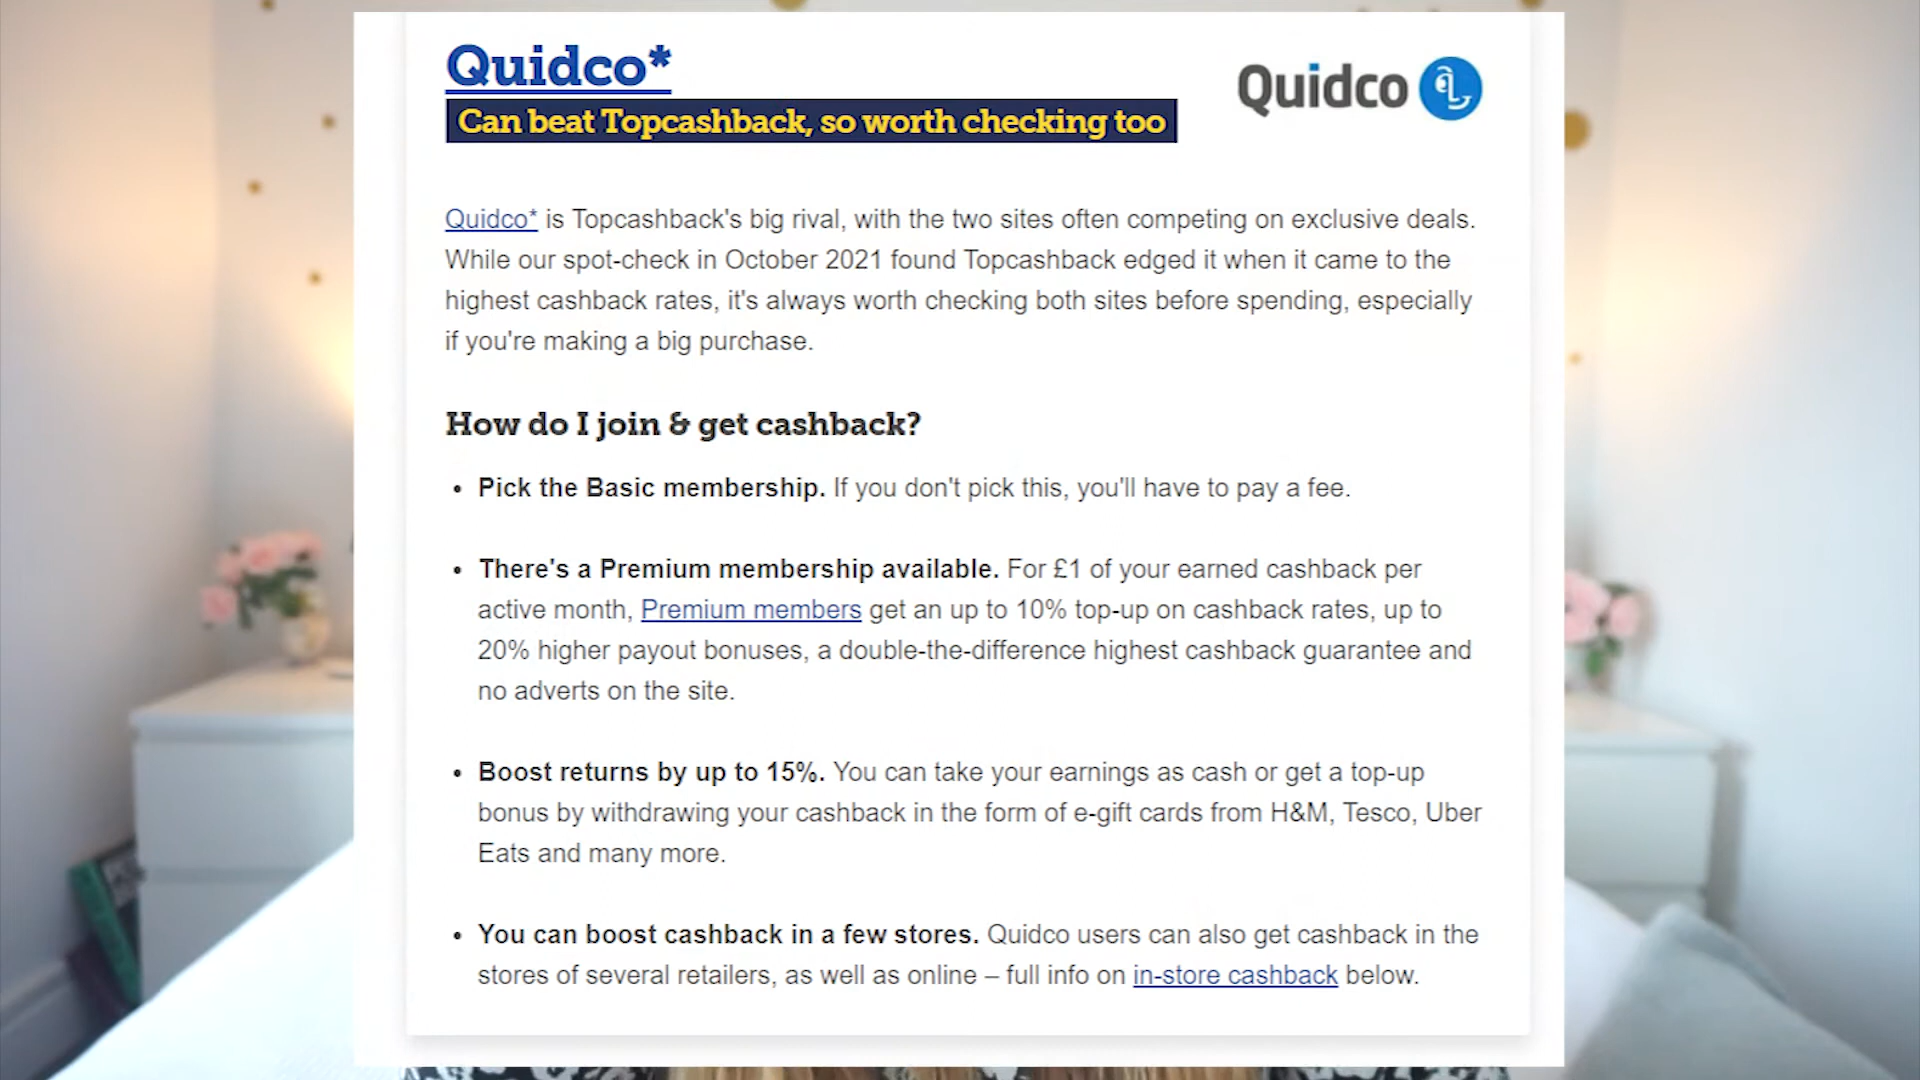 Quidco*
Quidco
Can beat Topcashback, so worth checking too
Quidco* is Topcashback's big rival, with the two sites often competing on exclusive deals.
While our spot-check in October 2021 found Topcashback edged it when it came to the
highest cashback rates, it's always worth checking both sites before spending, especially
if you're making a big purchase.
How do I join & get cashback?
• Pick the Basic membership. If you don't pick this, you'll have to pay a fee.
• There's a Premium membership available. For £1 of your earned cashback per
active month, Premium members get an up to 10% top-up on cashback rates, up to
20% higher payout bonuses, a double-the-difference highest cashback guarantee and
no adverts on the site.
• Boost returns by up to 15%. You can take your earnings as cash or get a top-up
bonus by withdrawing your cashback in the form of e-gift cards from H&M, Tesco, Uber
Eats and many more.
• You can boost cashback in a few stores. Quidco users can also get cashback in the
stores of several retailers, as well as online – full info on in-store cashback below.